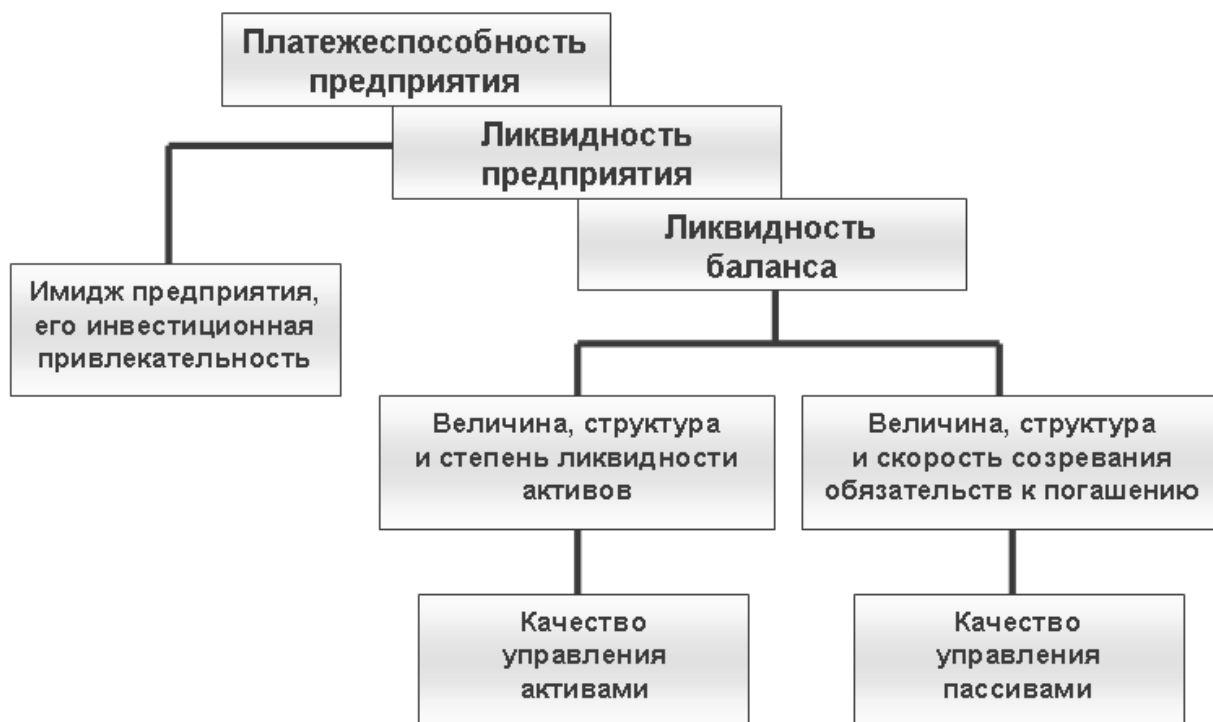 Платежеспособность
предприятия
Ликвидность
предприятия
Ликвидность
баланса
Имидж предприятия,
его инвестиционная
привлекательность
Величина, структура
и степень ликвидности
активов
Величина, структура
и скорость созревания
обязательств к погашению
Качество
управления
активами
Качество
управления
пассивами